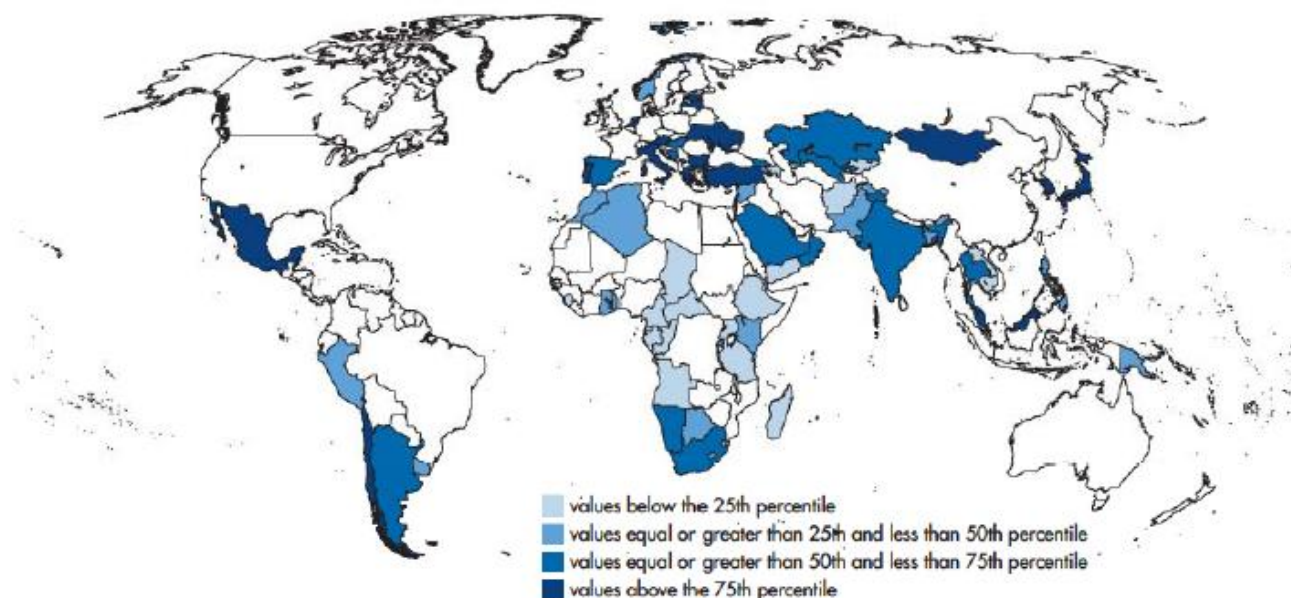 values below the 25th percentile
values equal or greater than 25th and less than 50th percentile
values equal or greater than 50th and less than 75th percentile
values above the 75th percentile